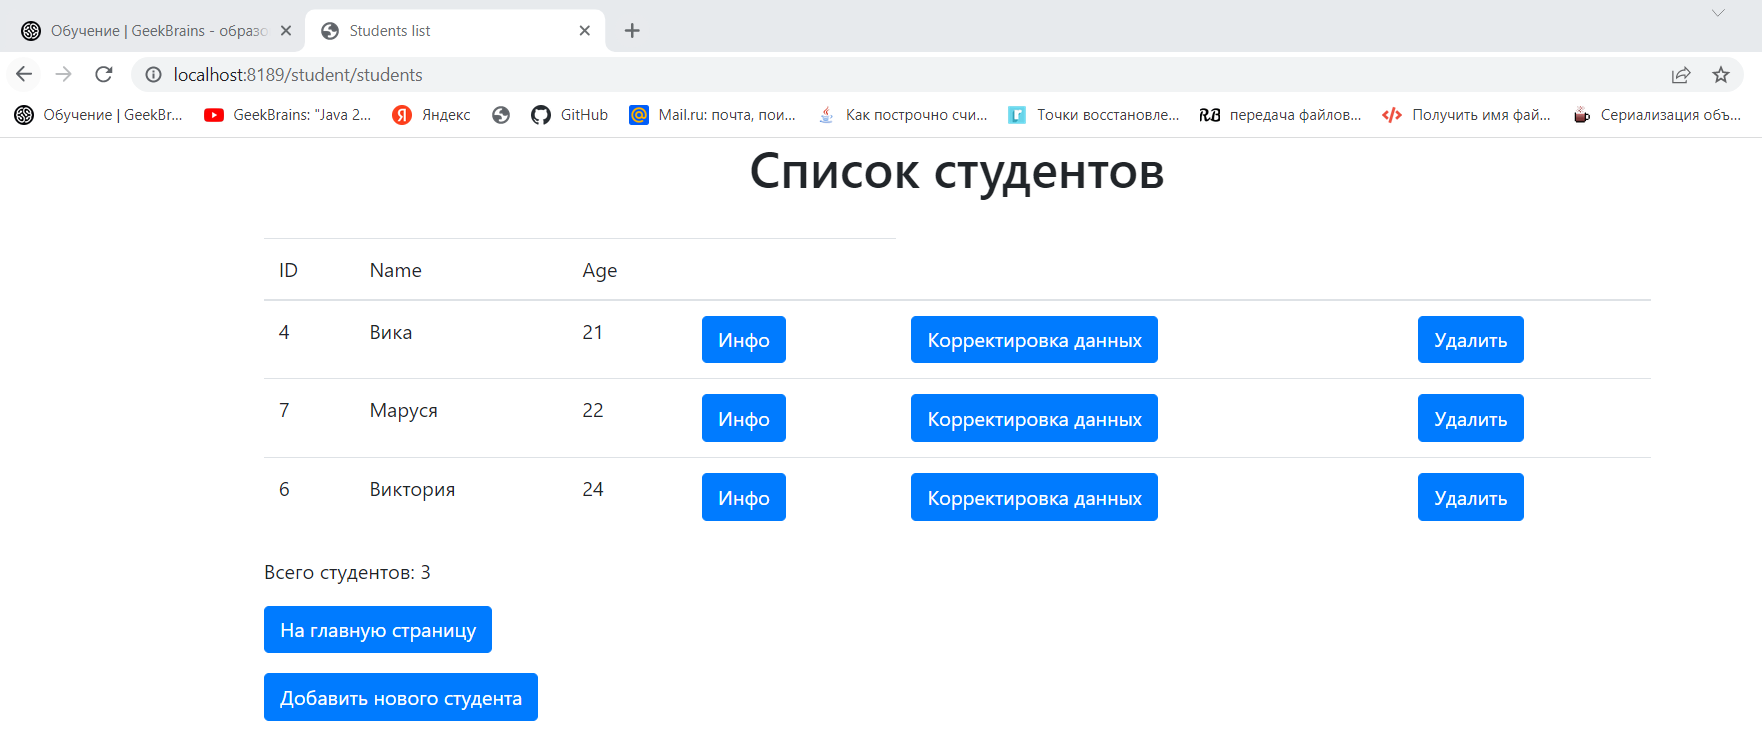 Обучение | GeekBrains - образо
Students list
localhost:8189/student/students
Обучение | GeekBr...
GeekBrains: "Java 2...
Яндекс
GitHub
Mail.ru: почта, пои...
Как построчно счи...
Точки восстановле...
RB передача файлов...
Получить имя фай...
Сериализация объ...
Список студентов
ID Name Age
4 Вика 21 Инфо Корректировка данных Удалить
7 Маруся 22 Инфо Корректировка данных Удалить
6 Виктория 24 Инфо Корректировка данных Удалить
Всего студентов: 3
На главную страницу
Добавить нового студента